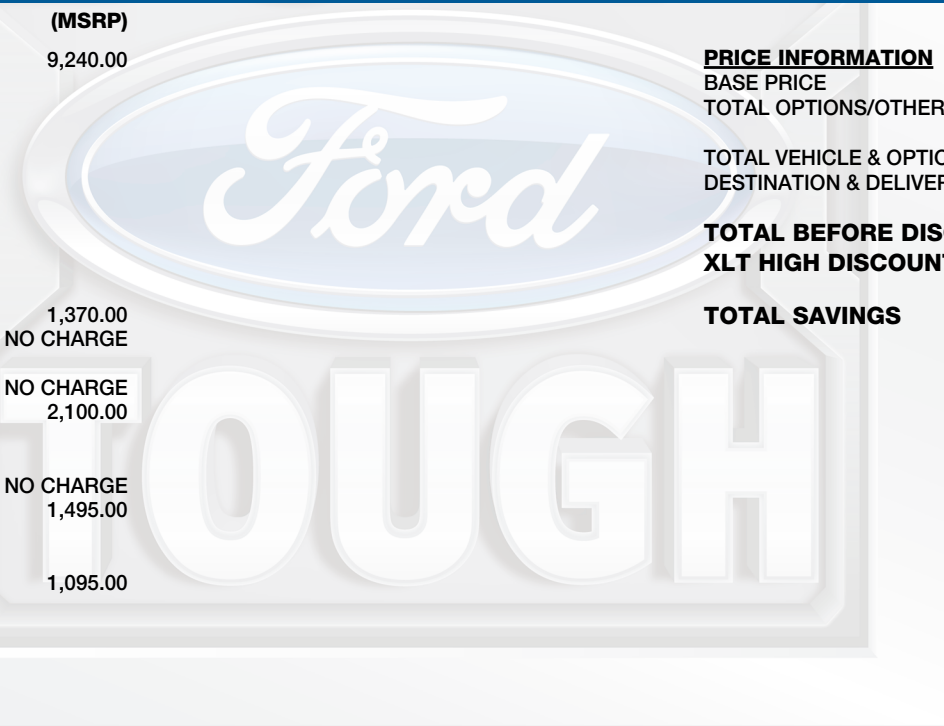 (MSRP)
9,240.00
1,370.00
NO CHARGE
NO CHARGE
2,100.00
NO CHARGE
1,495.00
1,095.00
PRICE INFORMATION
BASE PRICE
TOTAL OPTIONS/OTHER
TOTAL VEHICLE & OPTIO
DESTINATION & DELIVER
TOTAL BEFORE DISC
XLT HIGH DISCOUNT
TOTAL SAVINGS
Ford
TOUGH